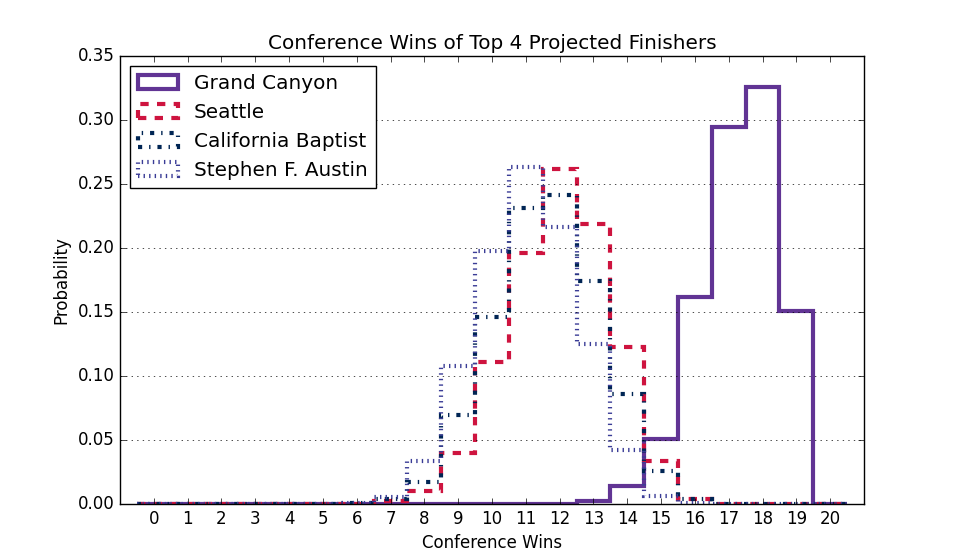 Conference Wins of Top 4 Projected Finishers
Grand Canyon
Seattle
California Baptist
Stephen F. Austin
0.35
0.30
0.25
0.20
0.15
0.10
0.05
0.00
Probability
0 1 2 3 4 5 6 7 8 9 10 11 12 13 14 15 16 17 18 19 20
Conference Wins